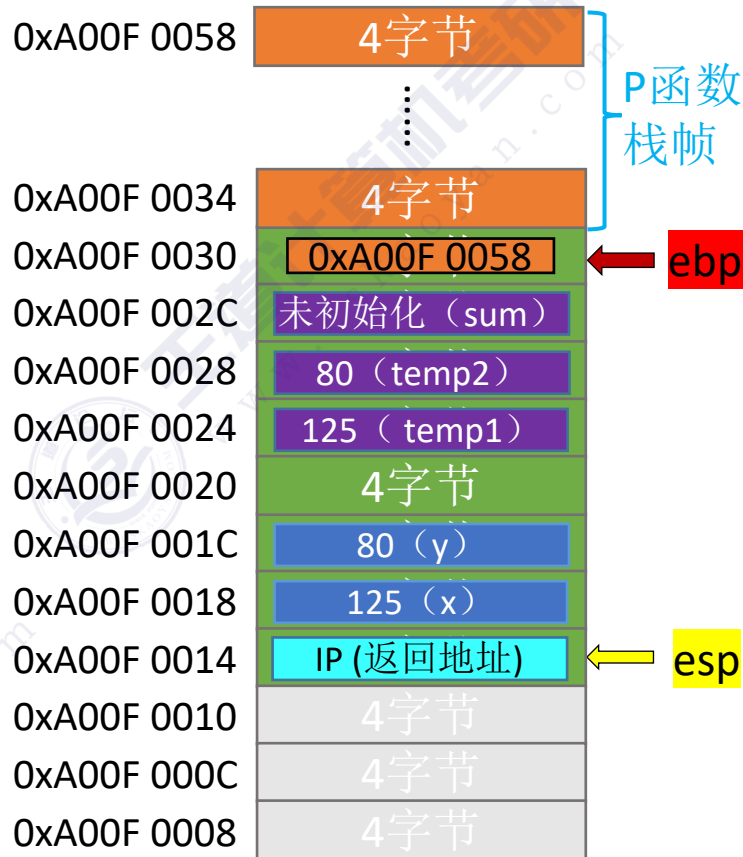 0xA00F 0058 4字节
P函数
栈帧
0xA00F 0034 4字节
0xA00F 0030 0xA00F 0058 ebp
0xA00F 002C 未初始化（sum）
0xA00F 0028 80（temp2）
0xA00F 0024 125（ temp1）
0xA00F 0020 4字节
0xA00F 001C 80（y）
0xA00F 0018 125（x）
0xA00F 0014 IP (返回地址) esp
0xA00F 0010 4字节
0xA00F 000C 4字节
0xA00F 0008 4字节